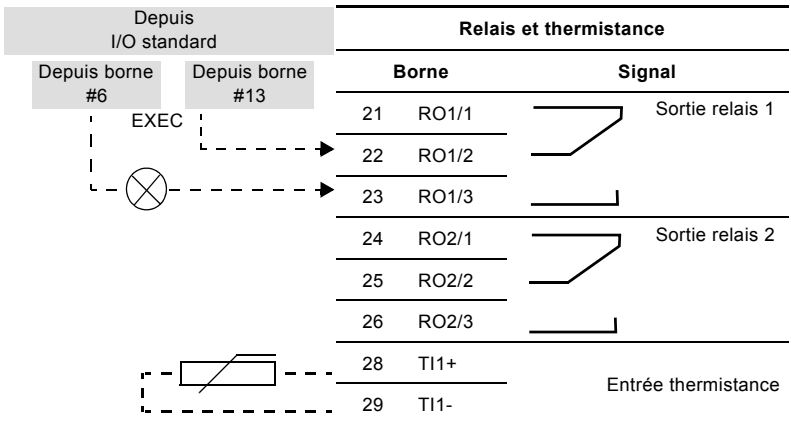 Depuis
I/O standard
Relais et thermistance
Depuis borne
#6
Depuis borne
#13
Borne Signal
EXEC
21 RO1/1 Sortie relais 1
22 RO1/2
23 RO1/3
24 RO2/1 Sortie relais 2
25 RO2/2
26 RO2/3
28 TI1+
Entrée thermistance
29 TI1-